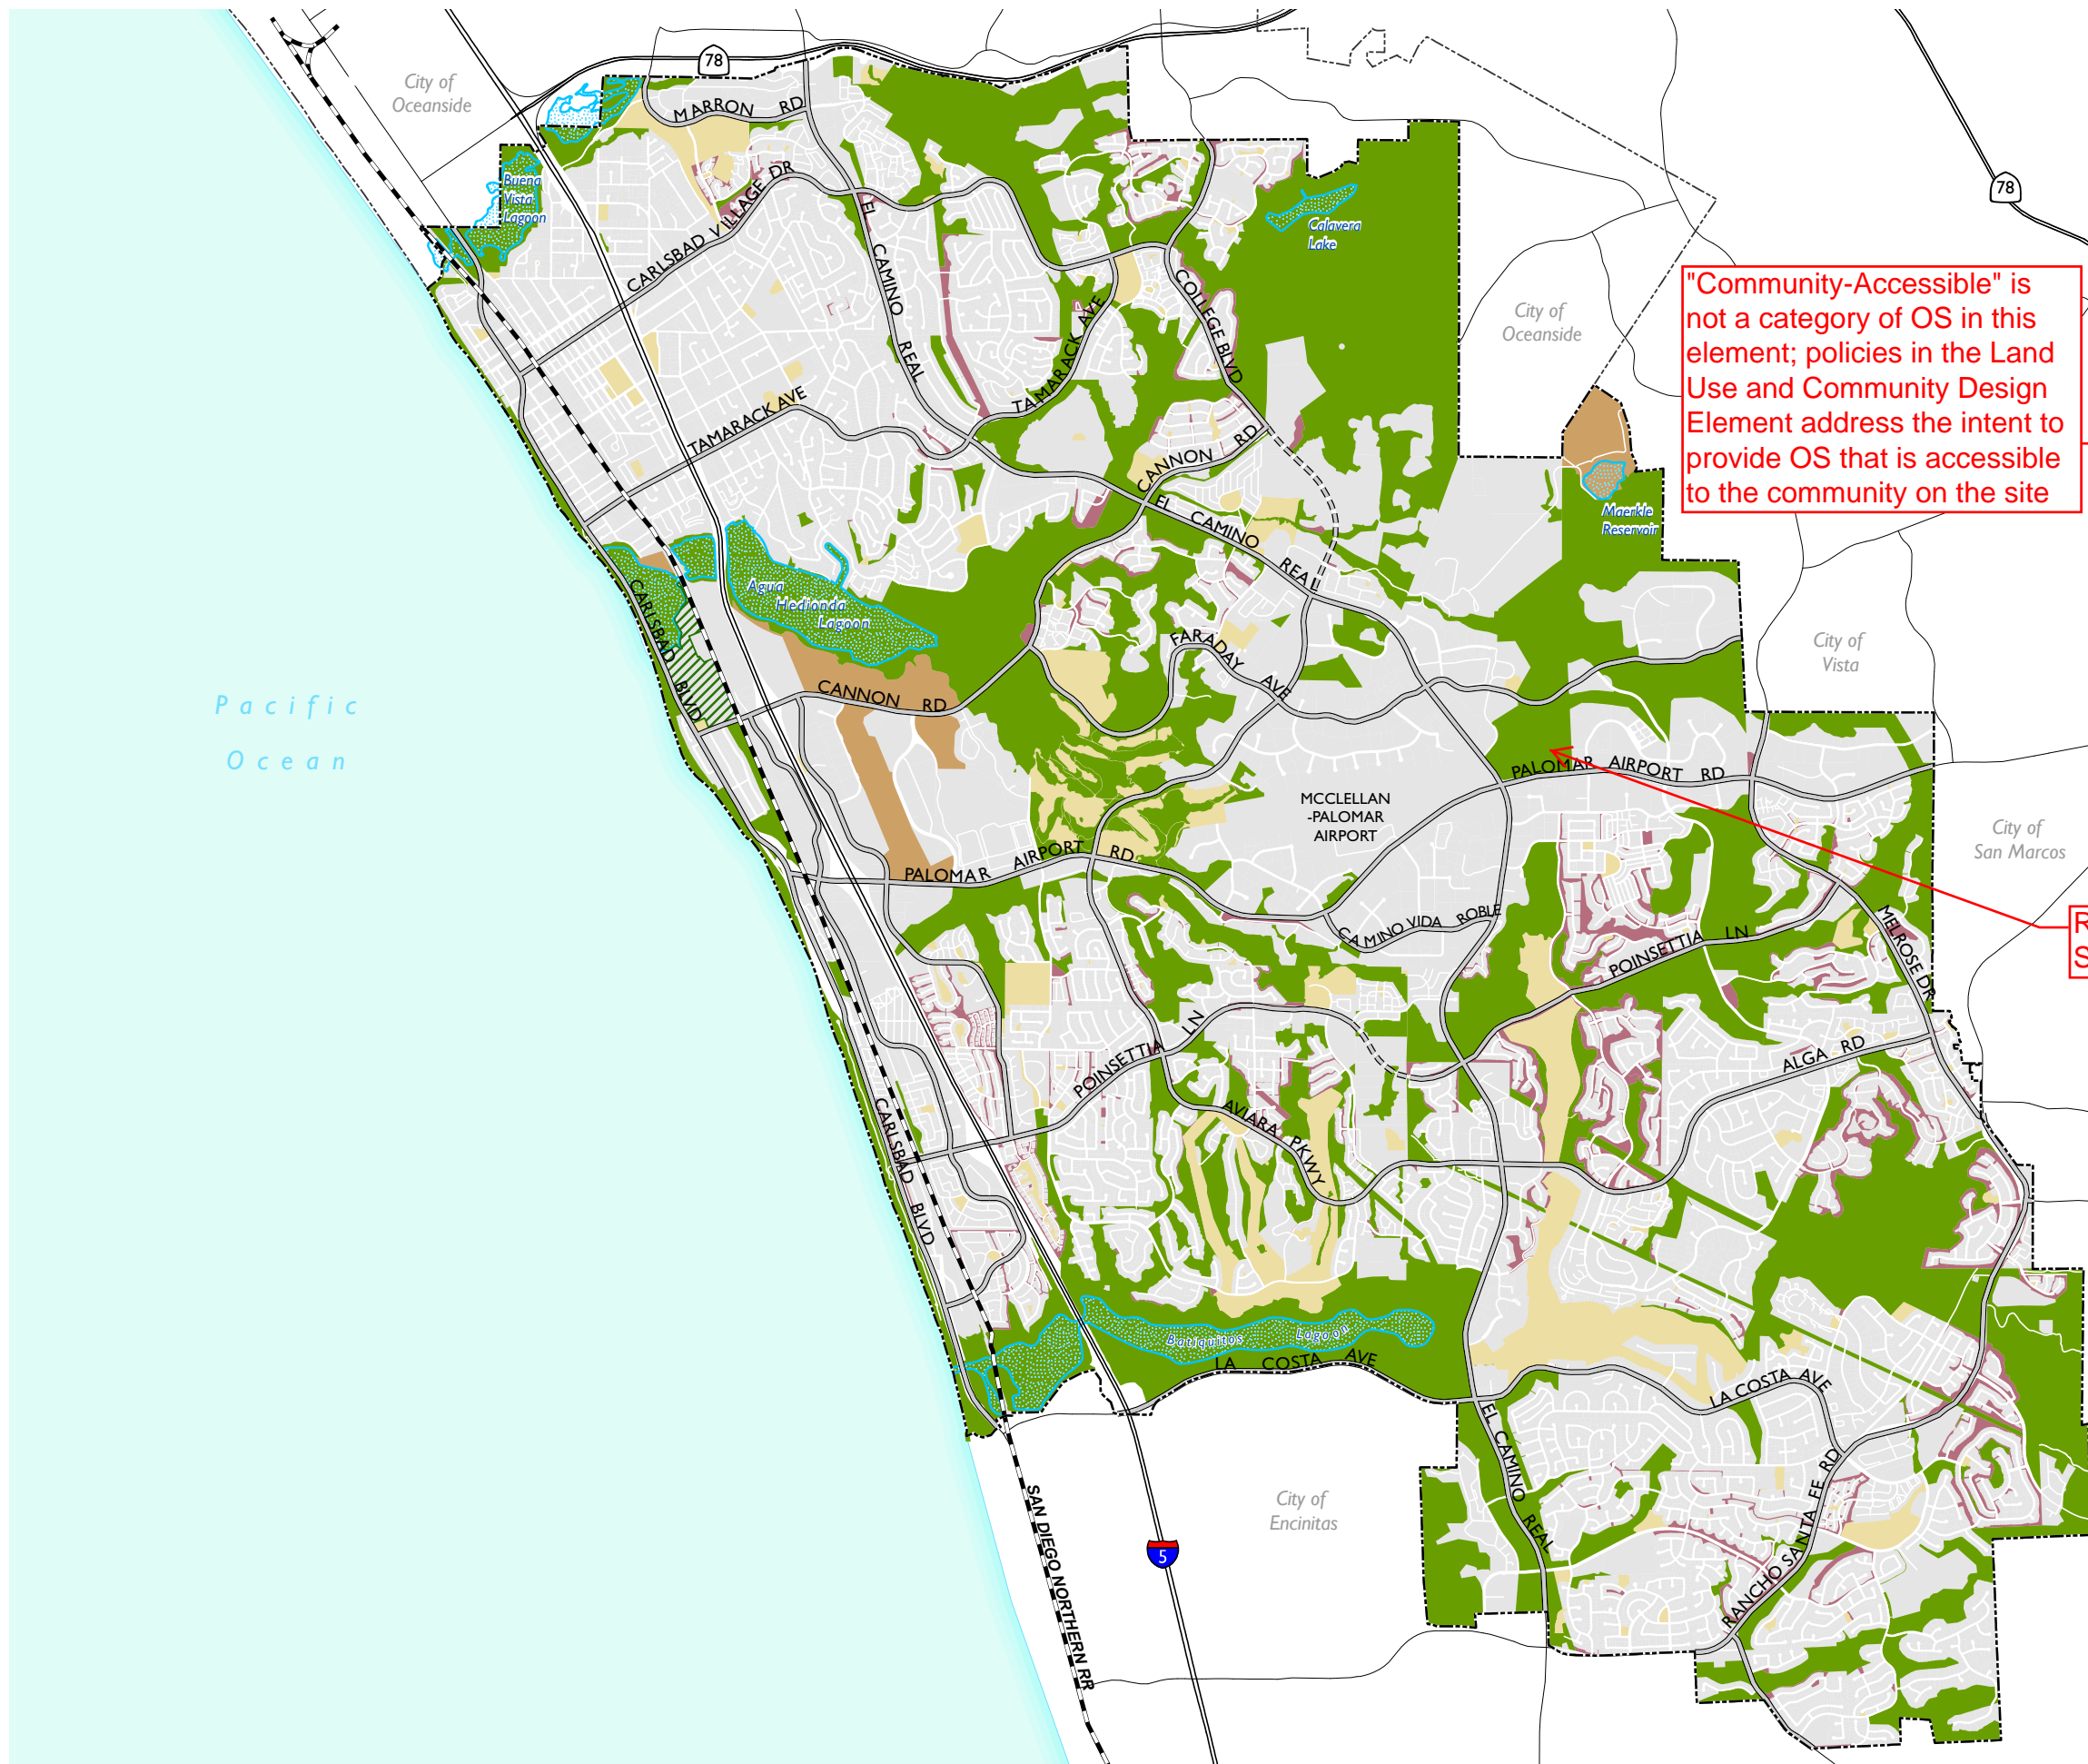 78
City of
Oceanside
MARRON RD
78
Buena
Vista
Lagoon
CARLSBAD VILLAGE DR
EL CAMINO REAL
Calavera
Lake
COLLEGE BLVD
TAMARACK AVE
City of
Oceanside
"Community-Accessible" is
not a category of OS in this
element; policies in the Land
Use and Community Design
Element address the intent to
provide OS that is accessible
to the community on the site
TAMARACK AVE
CANNON RD
EL CAMINO REAL
Maerkle
Reservoir
Agua
Hedionda
Lagoon
CARLSBAD BLVD
FARADAY AVE
City of
Vista
CANNON RD
Pacific
Ocean
PALOMAR AIRPORT RD
MCCLELLAN
-PALOMAR
AIRPORT
City of
San Marcos
PALOMAR AIRPORT RD
CAMINO VIDA ROBLE
R
S
POINSETTIA LN
MELROSE DR
POINSETTIA LN
ALGA RD
CARLSBAD BLVD
AVIARA PKWY
Batiquitos Lagoon
LA COSTA AVE
LA COSTA AVE
EL CAMINO REAL
RANCHO SANTA FE RD
SAN DIEGO NORTHERN RR
City of
Encinitas
5